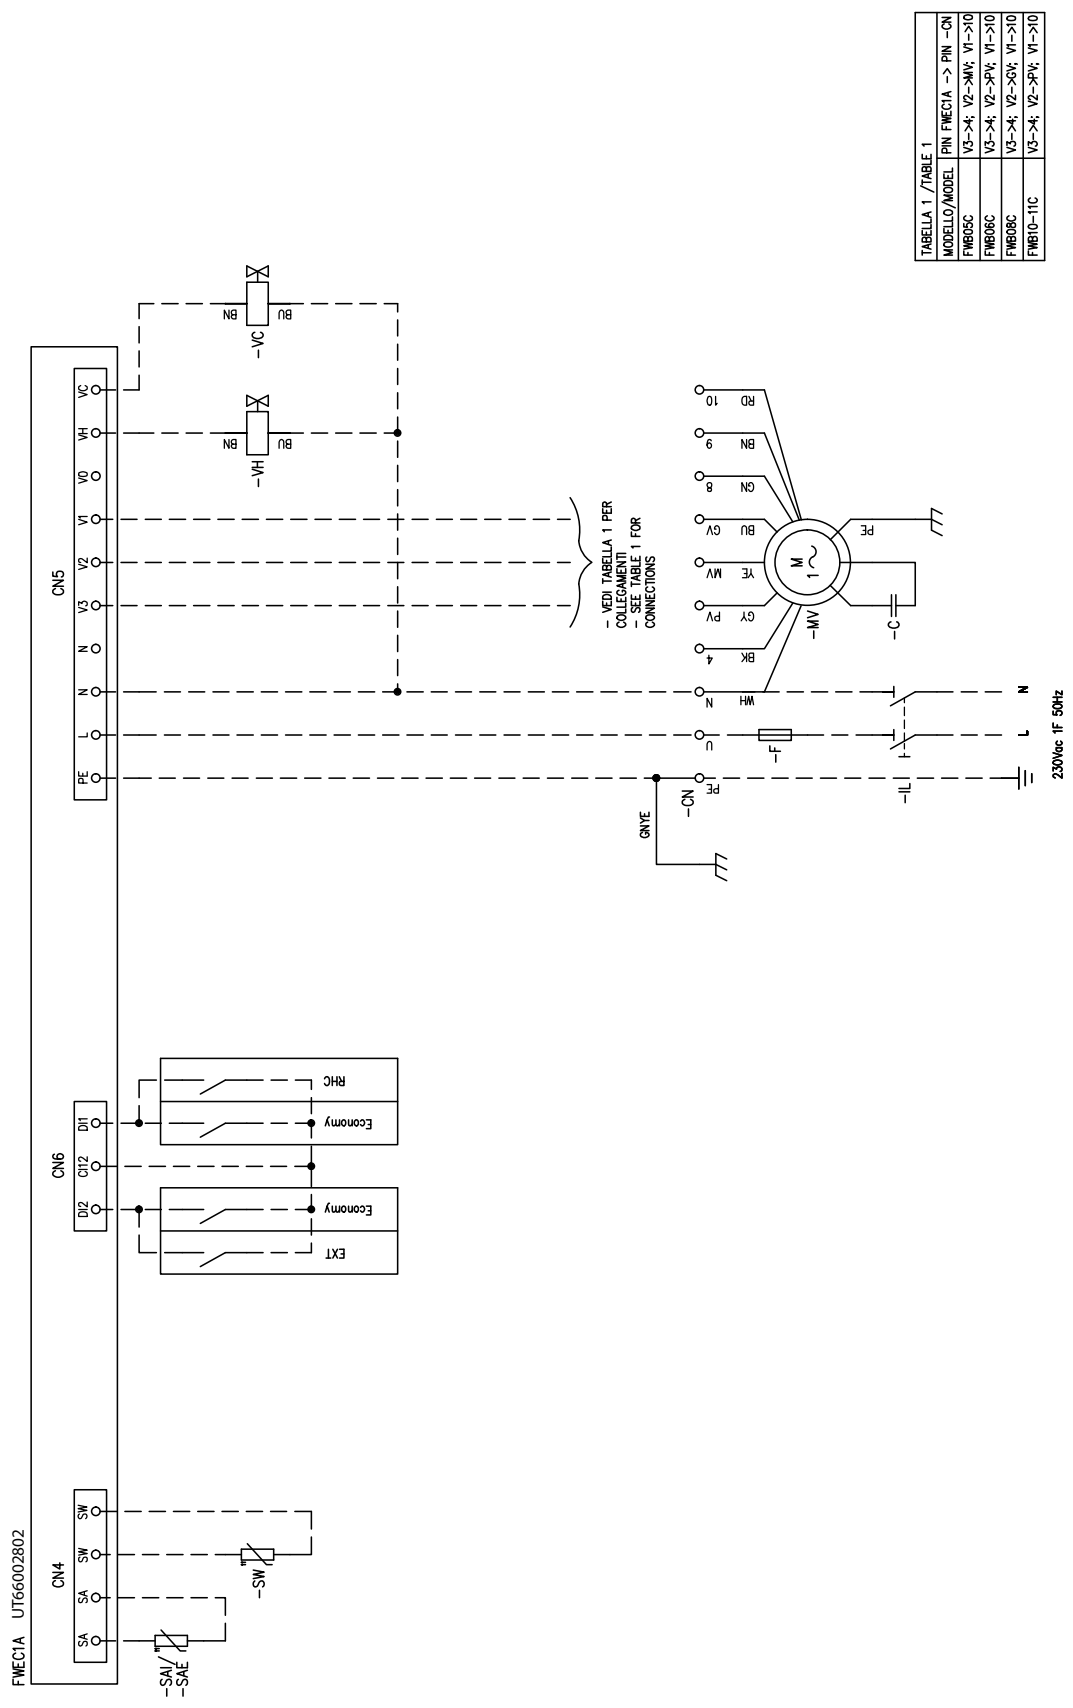 FWEC1A UT66002802
CN4
SA
SA
SW
SW
-SAI/
-SAE
-SW
CN6
DI2
CI12
DI1
EXT
Economy
Economy
RHC
CN5
PE
L
N
N
V3
V2
V1
V0
VH
VC
BN
BU
-VH
BN
BU
-VC
- VEDI TABELLA 1 PER
COLLEGAMENTI
- SEE TABLE 1 FOR
CONNECTIONS
GNYE
-CN
PE
U
N
4
PV
MV
GV
8
9
10
WH
BK
GY
YE
BU
GN
BN
RD
-F
M
1
-MV
PE
-C
-IL
L
N
230Vac 1F 50Hz
TABELLA 1 /TABLE 1
MODELLO/MODEL PIN FWEC1A -> PIN -CN
FWB05C V3->4; V2->MV; V1->10
FWB06C V3->4; V2->PV; V1->10
FWB08C V3->4; V2->GV; V1->10
FWB10-11C V3->4; V2->PV; V1->10